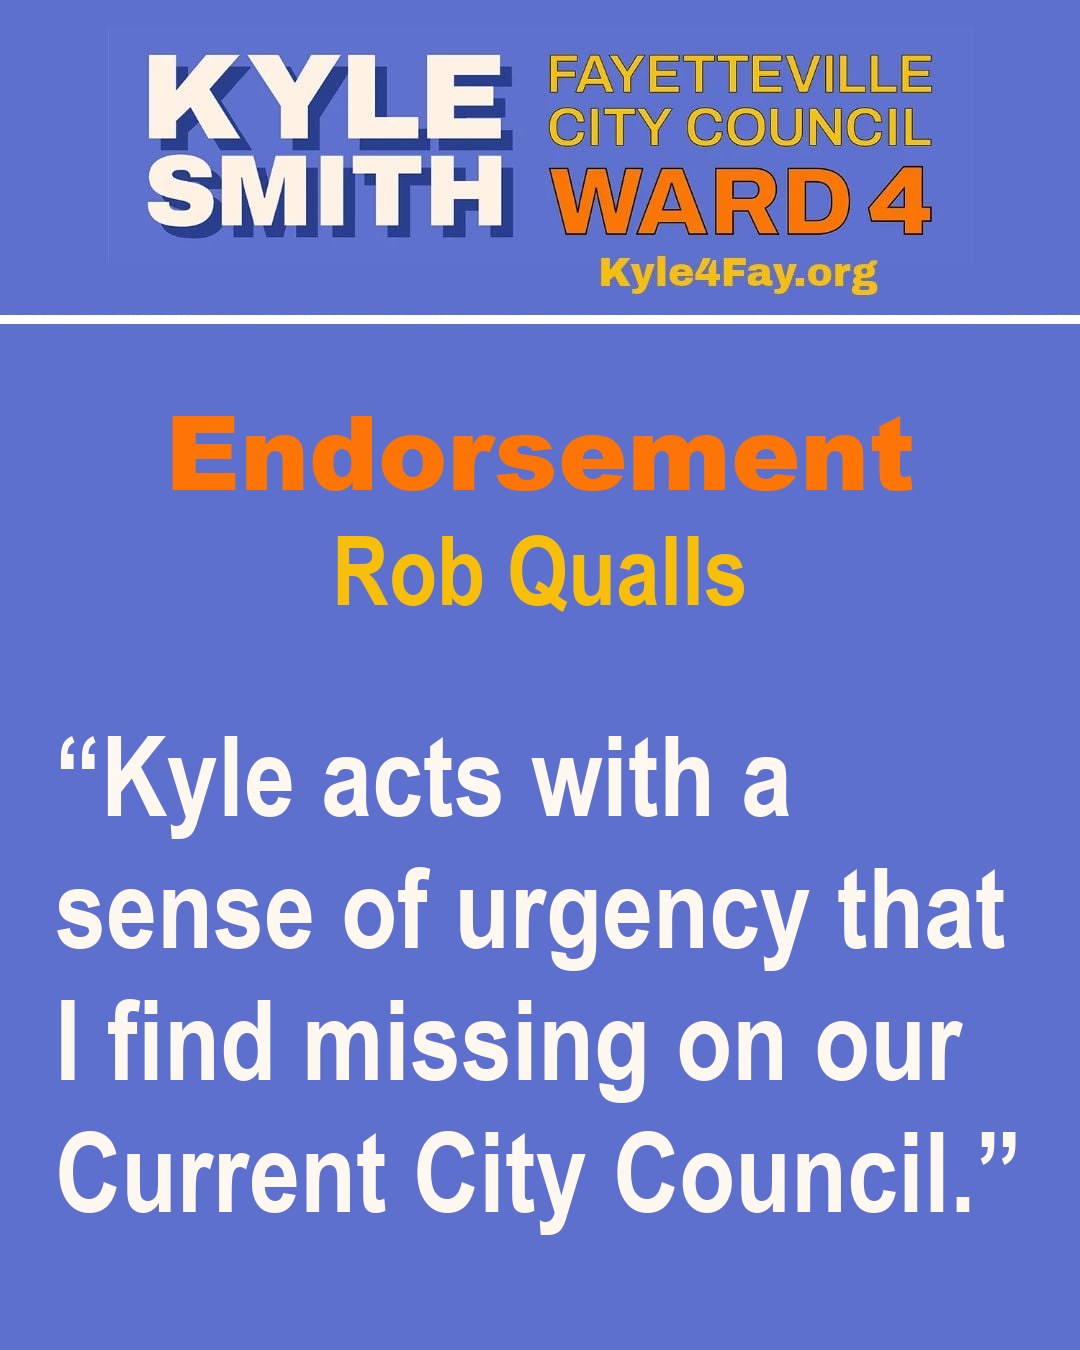 KYLE
SMITH
FAYETTEVILLE
CITY COUNCIL
WARD 4
Kyle4Fay.org
Endorsement
Rob Qualls
“Kyle acts with a
sense of urgency that
I find missing on our
Current City Council.”